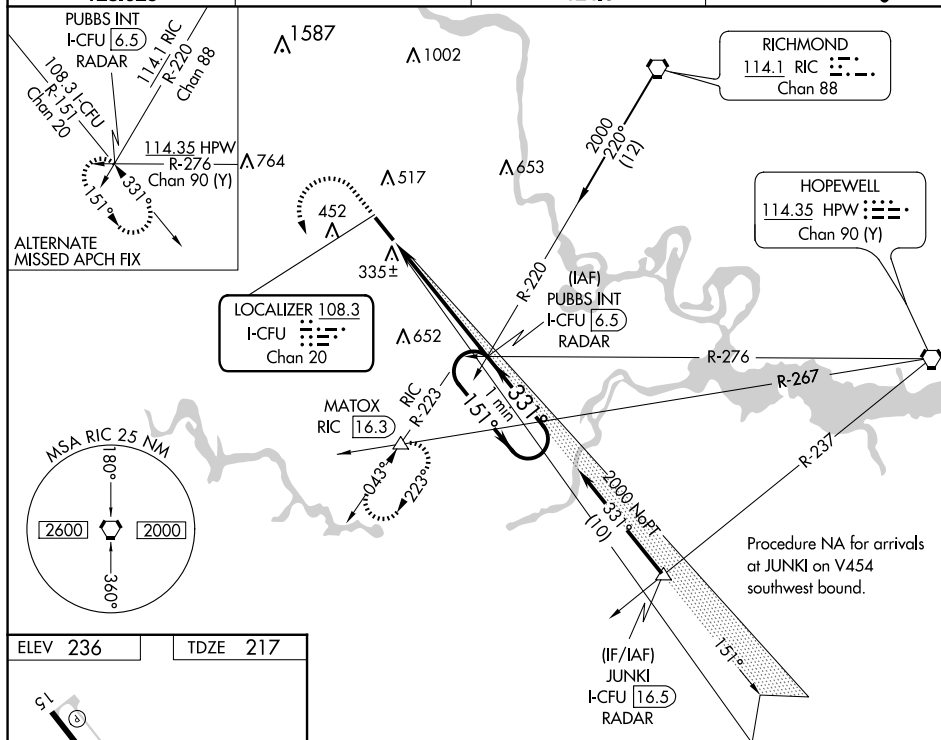 PUBBS INT
I-CFU 6.5
RADAR
114.1 RIC
R-220
Chan 88
108.3 I-CFU
R-151
Chan 20
114.35 HPW
R-276
Chan 90 (Y)
151°
331°
ALTERNATE
MISSED APCH FIX
1587
1002
764
653
517
452
335±
652
RICHMOND
114.1 RIC
Chan 88
2000
220°
(12)
R-220
HOPEWELL
114.35 HPW
Chan 90 (Y)
(IAF)
PUBBS INT
I-CFU 6.5
RADAR
LOCALIZER 108.3
I-CFU
Chan 20
R-276
R-267
R-237
RIC
R-223
MATOX
RIC 16.3
043°
223°
1 min
331°
151°
2000 NoPT
331°
(10)
MSA RIC 25 NM
180°
2600
2000
360°
Procedure NA for arrivals
at JUNKI on V454
southwest bound.
(IF/IAF)
JUNKI
I-CFU 16.5
RADAR
151°
ELEV 236
TDZE 217
15
P